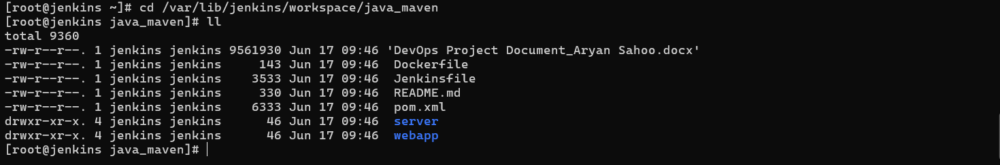 [root@jenkins ~]# cd /var/lib/jenkins/workspace/java_maven
[root@jenkins java_maven]# ll
total 9360
-rw-r--r--. 1 jenkins jenkins 9561930 Jun 17 09:46 'DevOps Project Document_Aryan Sahoo.docx'
-rw-r--r--. 1 jenkins jenkins     143 Jun 17 09:46  Dockerfile
-rw-r--r--. 1 jenkins jenkins    3533 Jun 17 09:46  Jenkinsfile
-rw-r--r--. 1 jenkins jenkins     330 Jun 17 09:46  README.md
-rw-r--r--. 1 jenkins jenkins    6333 Jun 17 09:46  pom.xml
drwxr-xr-x. 4 jenkins jenkins      46 Jun 17 09:46  server
drwxr-xr-x. 4 jenkins jenkins      46 Jun 17 09:46  webapp
[root@jenkins java_maven]#